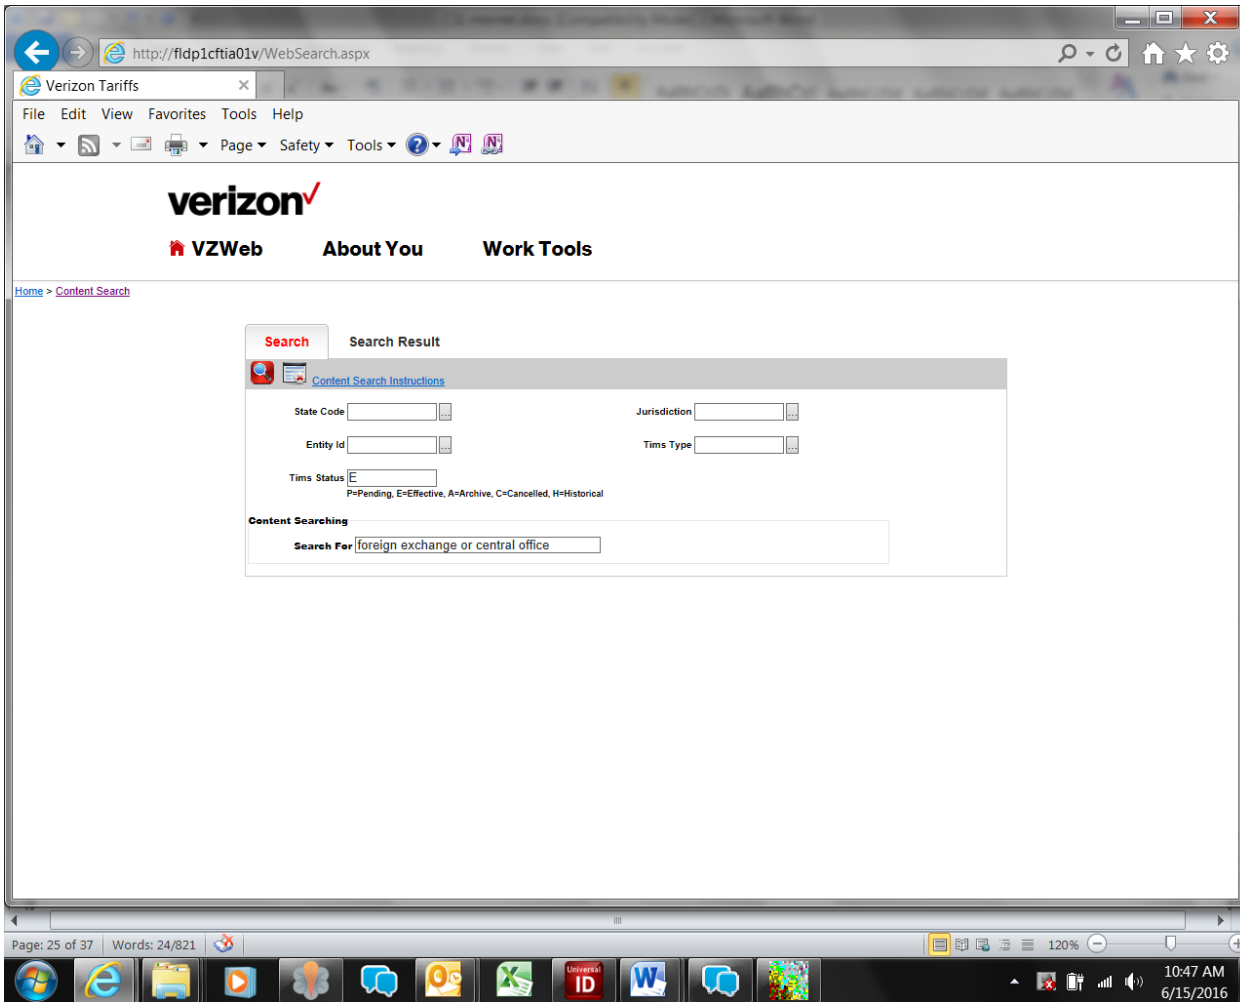 http://fldp1cftia01v/WebSearch.aspx
Verizon Tariffs
File Edit View Favorites Tools Help
Page Safety Tools
verizon
VZWeb About You Work Tools
Home > Content Search
Search Search Result
Content Search Instructions
State Code ... Jurisdiction ...
Entity Id ... Tims Type ...
Tims Status E
P=Pending, E=Effective, A=Archive, C=Cancelled, H=Historical
Content Searching
Search For foreign exchange or central office
Page: 25 of 37 Words: 24/821 120%
Universal
ID
10:47 AM
6/15/2016